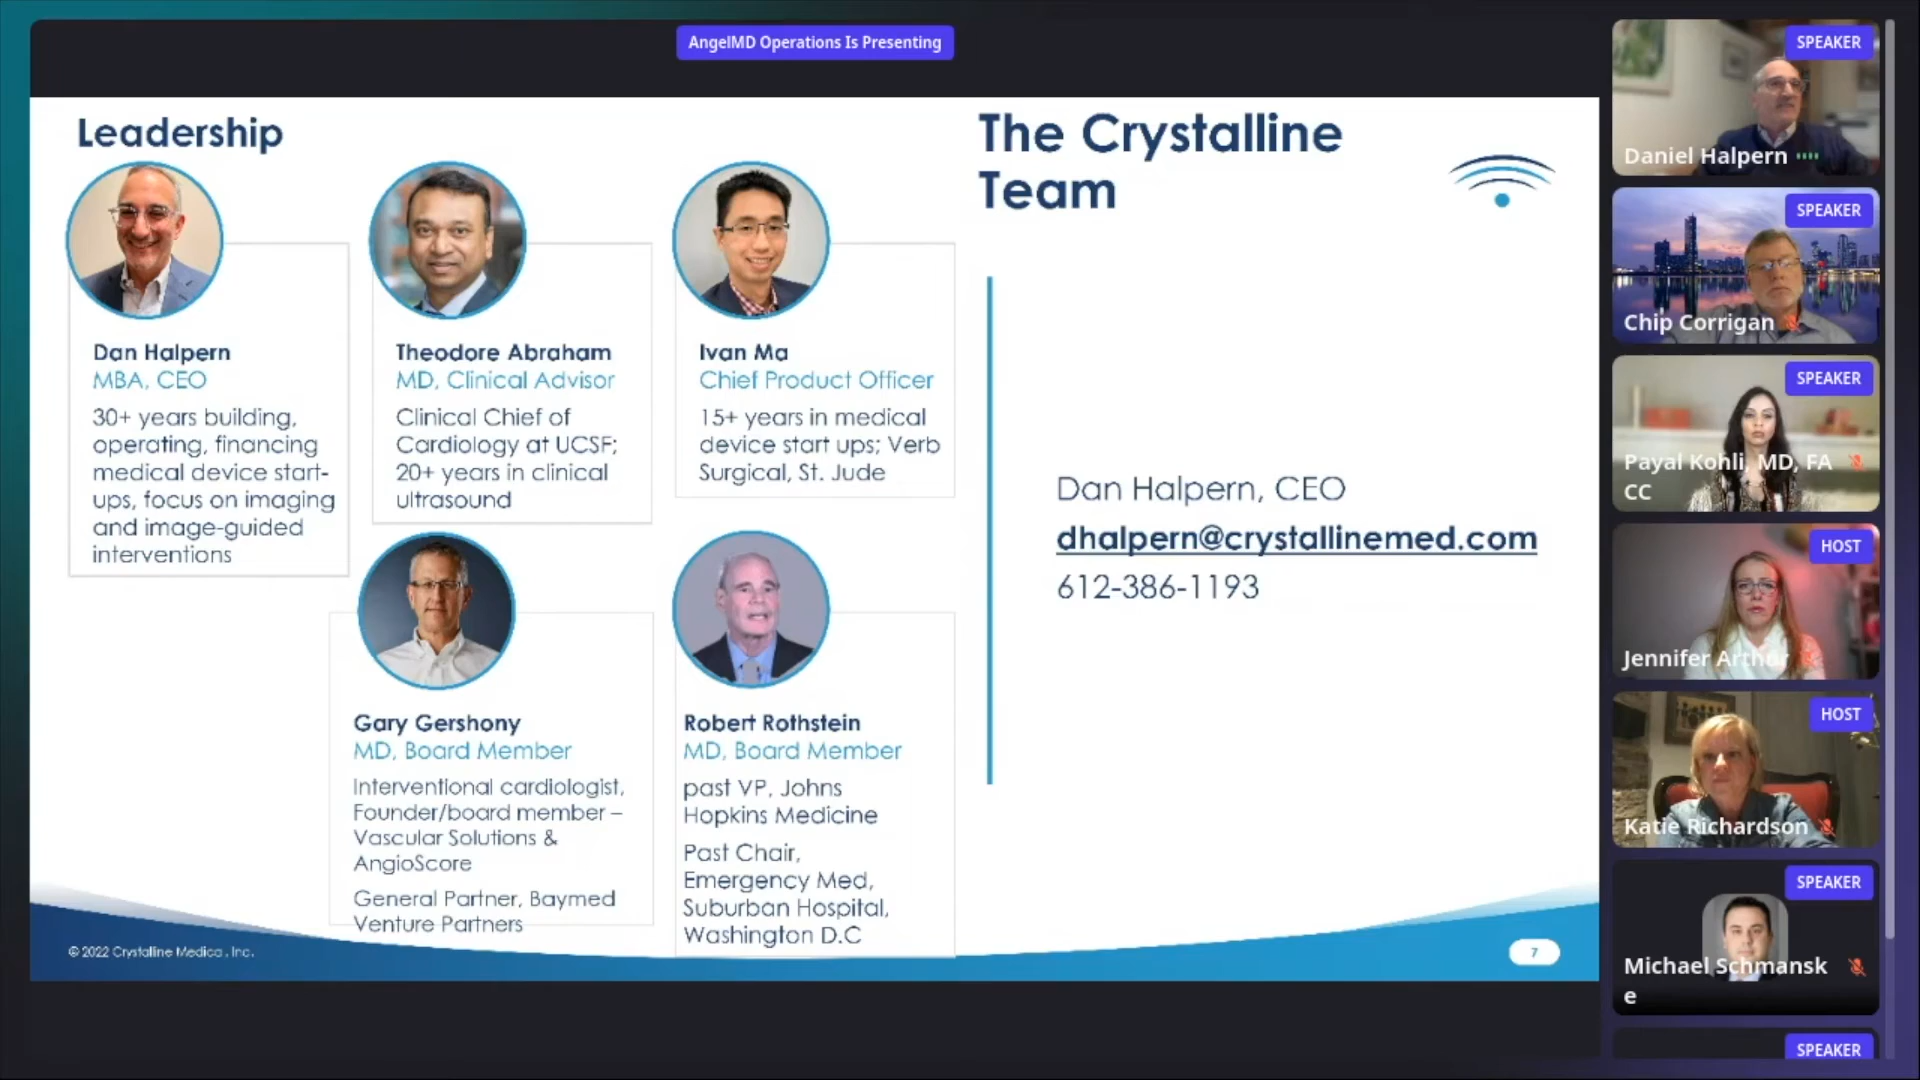 AngelMD Operations Is Presenting
Leadership
Dan Halpern
MBA, CEO
30+ years building,
operating, financing
medical device start-
ups, focus on imaging
and image-guided
interventions
Theodore Abraham
MD, Clinical Advisor
Clinical Chief of
Cardiology at UCSF;
20+ years in clinical
ultrasound
Ivan Ma
Chief Product Officer
15+ years in medical
device start ups; Verb
Surgical, St. Jude
Gary Gershony
MD, Board Member
Interventional cardiologist,
Founder/board member –
Vascular Solutions &
AngioScore
General Partner, Baymed
Venture Partners
Robert Rothstein
MD, Board Member
past VP, Johns
Hopkins Medicine
Past Chair,
Emergency Med,
Suburban Hospital,
Washington D.C
The Crystalline
Team
Dan Halpern, CEO
dhalpern@crystallinemed.com
612-386-1193
© 2022 Crystalline Medical, Inc.
7
SPEAKER
Daniel Halpern
SPEAKER
Chip Corrigan
SPEAKER
Payal Kohli, MD, FA
CC
HOST
Jennifer Arthur
HOST
Katie Richardson
SPEAKER
Michael Schmansk
e
SPEAKER